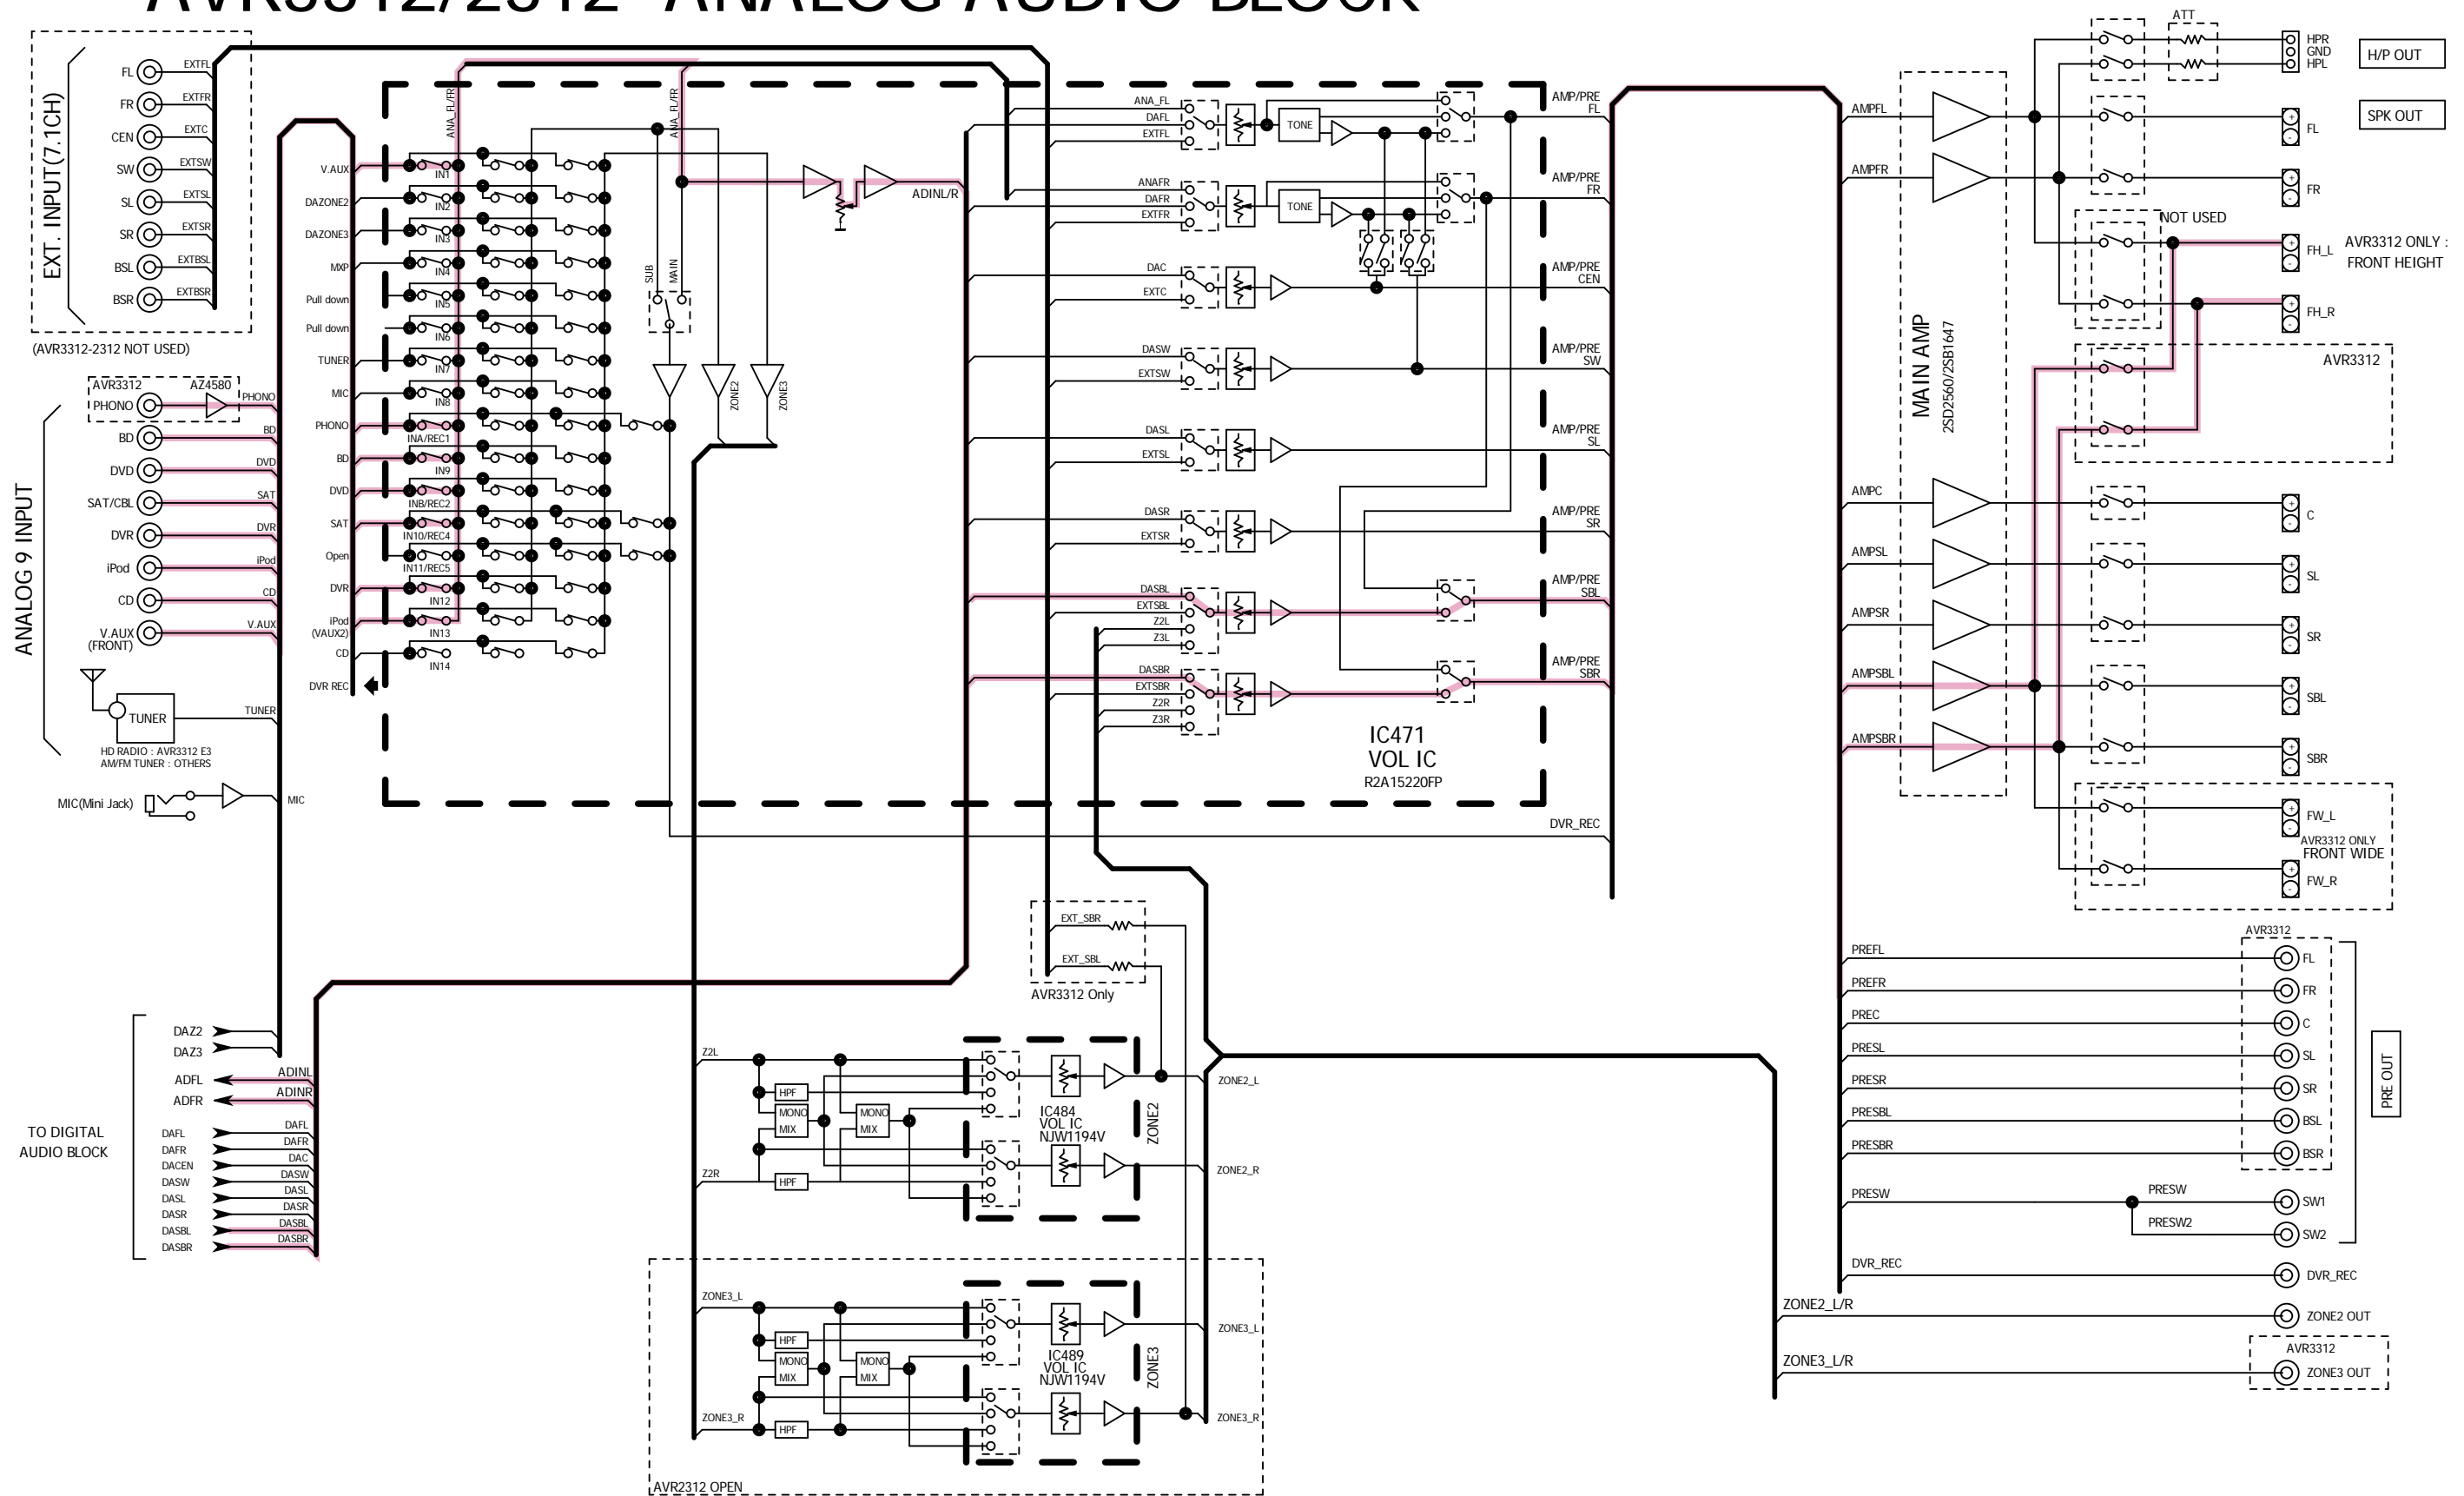 AVR3312/2312 ANALOG AUDIO BLOCK
EXT. INPUT(7.1CH)
FL EXTFL
FR EXTFR
CEN EXTC
SW EXTSW
SL EXTSL
SR EXTSR
BSL EXTBSL
BSR EXTBSR
(AVR3312-2312 NOT USED)
ANALOG 9 INPUT
AVR3312 AZ4580
PHONO PHONO
BD BD
DVD DVD
SAT/CBL SAT
DVR DVR
iPod iPod
CD CD
V.AUX V.AUX
(FRONT)
TUNER TUNER
HD RADIO : AVR3312 E3
AM/FM TUNER : OTHERS
MIC(Mini Jack) MIC
ANA_FL/FR
ANA_FL/FR
V.AUX IN1
DAZONE2 IN2
DAZONE3 IN3
MXP IN4
Pull down IN5
Pull down IN6
TUNER IN7
MIC IN8
PHONO INA/REC1
BD IN9
DVD INB/REC2
SAT IN10/REC4
Open IN11/REC5
DVR IN12
iPod IN13
(VAUX2)
CD IN14
DVR REC
SUB
MAIN
ZONE2
ZONE3
ADINL/R
ANA_FL
DAFL
EXTFL
TONE
AMP/PRE
FL
ANAFR
DAFR
EXTFR
TONE
AMP/PRE
FR
DAC
EXTC
AMP/PRE
CEN
DASW
EXTSW
AMP/PRE
SW
DASL
EXTSL
AMP/PRE
SL
DASR
EXTSR
AMP/PRE
SR
DASBL
EXTSBL
Z2L
Z3L
AMP/PRE
SBL
DASBR
EXTSBR
Z2R
Z3R
AMP/PRE
SBR
IC471
VOL IC
R2A15220FP
DVR_REC
MAIN AMP
2SD2560/2SB1647
AMPFL
AMPFR
AMPC
AMPSL
AMPSR
AMPSBL
AMPSBR
ATT
HPR
GND
HPL
H/P OUT
SPK OUT
+
-
FL
+
-
FR
NOT USED
+
-
FH_L
AVR3312 ONLY :
FRONT HEIGHT
+
-
FH_R
AVR3312
+
-
C
+
-
SL
+
-
SR
+
-
SBL
+
-
SBR
+
-
FW_L
AVR3312 ONLY
FRONT WIDE
+
-
FW_R
EXT_SBR
EXT_SBL
AVR3312 Only
DAZ2
DAZ3
ADFL ADINL
ADFR ADINR
TO DIGITAL
AUDIO BLOCK
DAFL DAFL
DAFR DAFR
DACEN DAC
DASW DASW
DASL DASL
DASR DASR
DASBL DASBL
DASBR DASBR
Z2L
HPF
MONO
MIX
MONO
MIX
Z2R
HPF
IC484
VOL IC
NJW1194V
ZONE2
ZONE2_L
ZONE2_R
ZONE3_L
HPF
MONO
MIX
MONO
MIX
ZONE3_R
HPF
IC489
VOL IC
NJW1194V
ZONE3
ZONE3_L
ZONE3_R
AVR2312 OPEN
AVR3312
PREFL FL
PREFR FR
PREC C
PRESL SL
PRESR SR
PRESBL BSL
PRESBR BSR
PRE OUT
PRESW PRESW SW1
PRESW2 SW2
DVR_REC DVR_REC
ZONE2_L/R ZONE2 OUT
AVR3312
ZONE3_L/R ZONE3 OUT